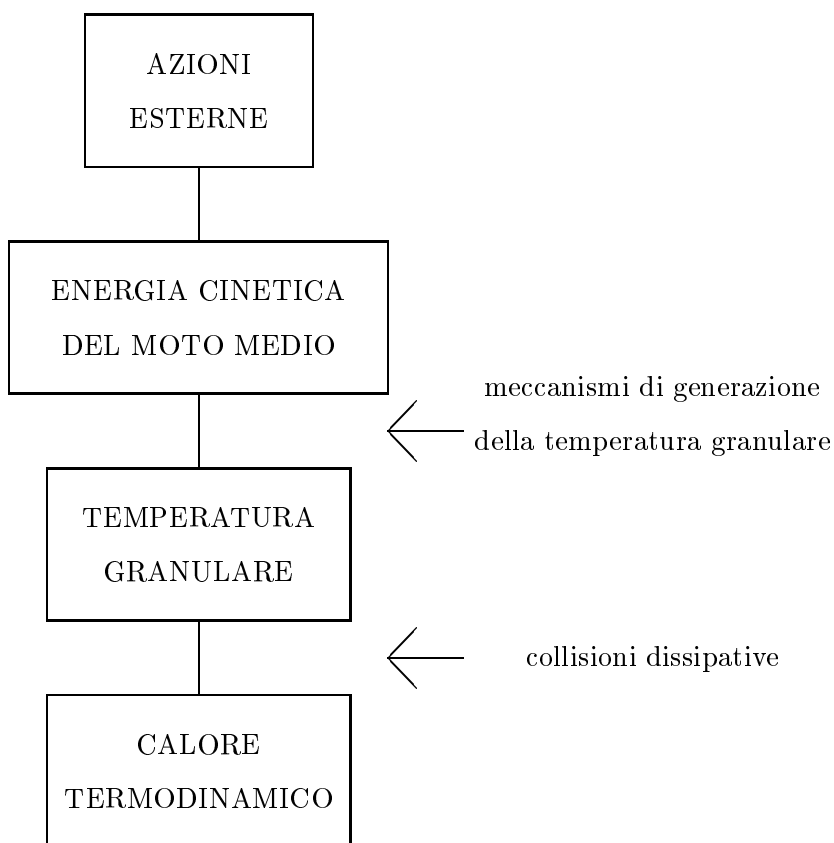 AZIONI
ESTERNE
ENERGIA CINETICA
DEL MOTO MEDIO
meccanismi di generazione
della temperatura granulare
TEMPERATURA
GRANULARE
collisioni dissipative
CALORE
TERMODINAMICO